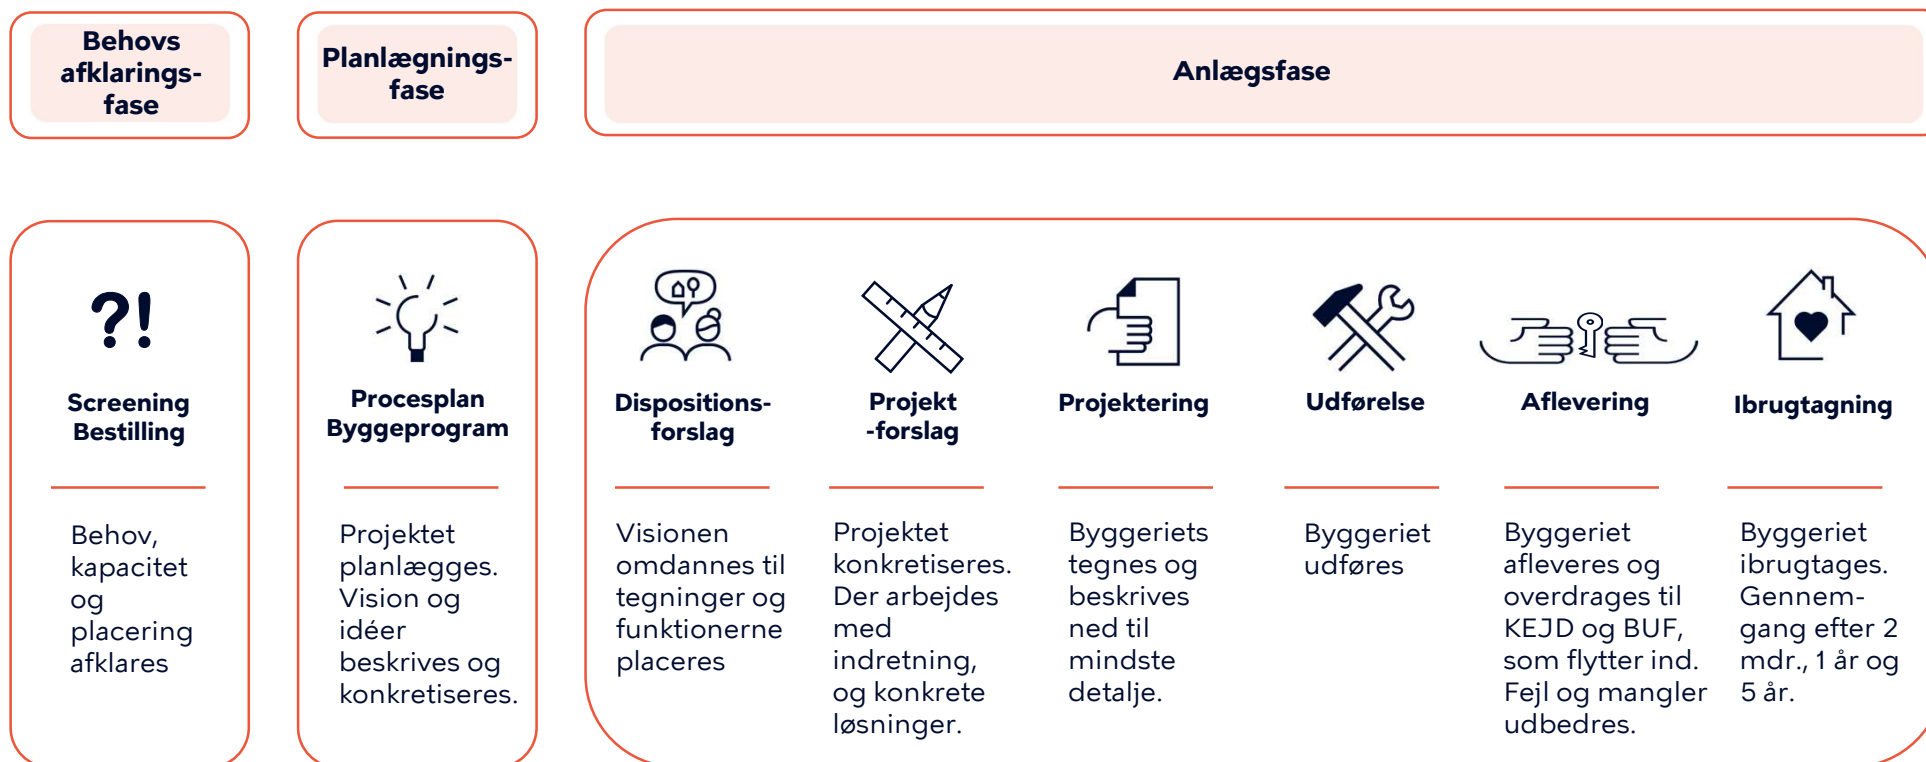 Behovs
afklarings-
fase
Planlægnings-
fase
Anlægsfase
?!
Screening
Bestilling
Behov,
kapacitet
og
placering
afklares
Procesplan
Byggeprogram
Projektet
planlægges.
Vision og
idéer
beskrives og
konkretiseres.
Dispositions-
forslag
Visionen
omdannes til
tegninger og
funktionerne
placeres
Projekt
-forslag
Projektet
konkretiseres.
Der arbejdes
med
indretning,
og konkrete
løsninger.
Projektering
Byggeriets
tegnes og
beskrives
ned til
mindste
detalje.
Udførelse
Byggeriet
udføres
Aflevering
Byggeriet
afleveres og
overdrages til
KEJD og BUF,
som flytter ind.
Fejl og mangler
udbedres.
Ibrugtagning
Byggeriet
ibrugtages.
Gennem-
gang efter 2
mdr., 1 år og
5 år.